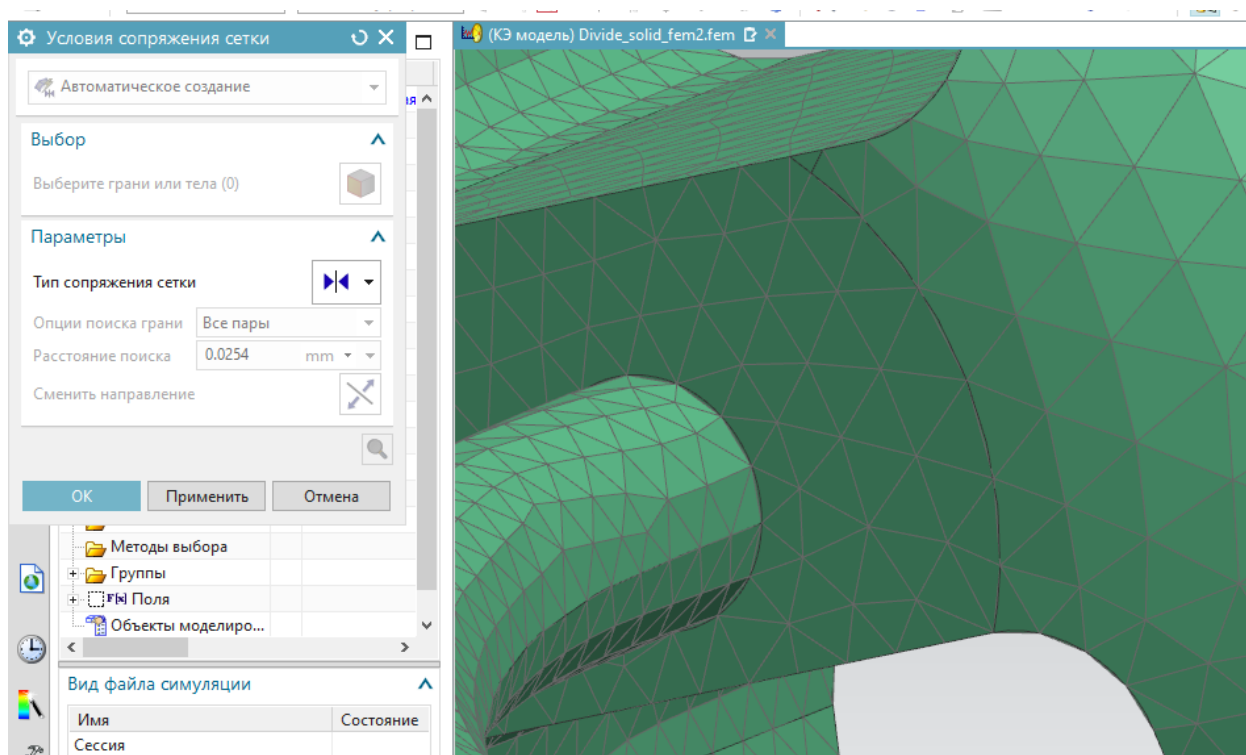 Условия сопряжения сетки
(КЭ модель) Divide_solid_fem2.fem
Автоматическое создание
ия
Выбор
Выберите грани или тела (0)
Параметры
Тип сопряжения сетки
Опции поиска грани Все пары
Расстояние поиска 0.0254 mm
Сменить направление
ОК Применить Отмена
Методы выбора
Группы
F(x) Поля
Объекты моделиро...
Вид файла симуляции
Имя Состояние
Сессия